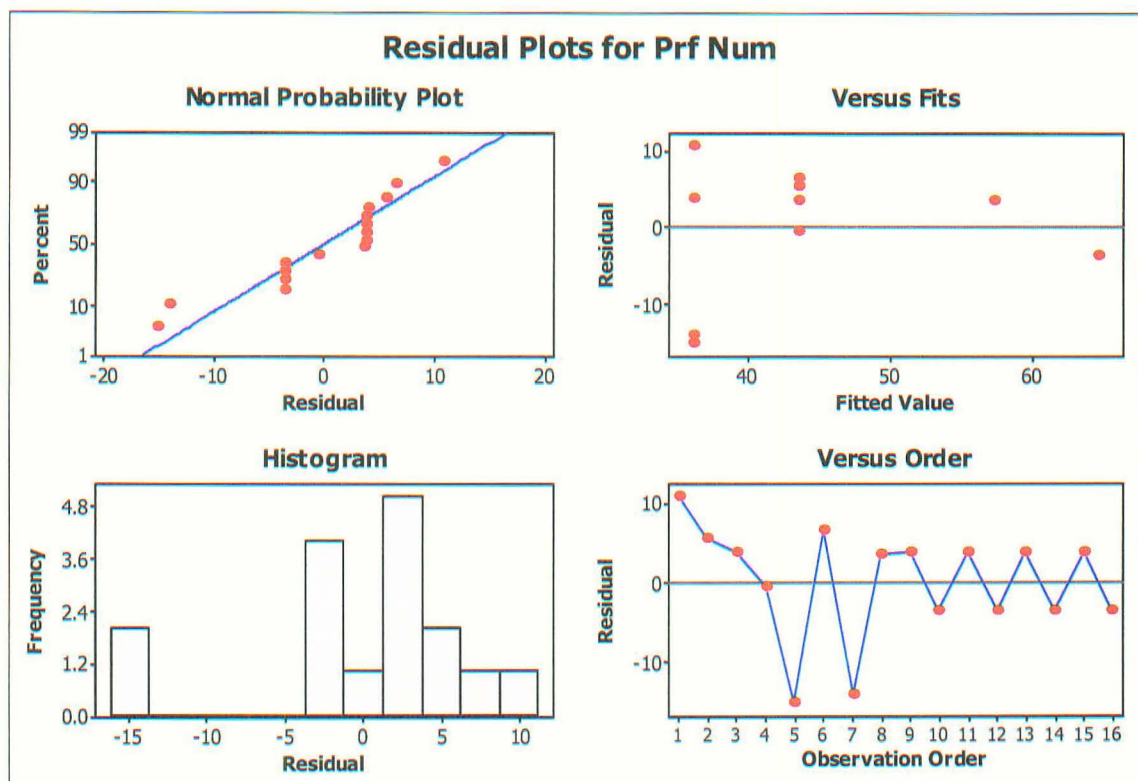 Residual Plots for Prf Num
Normal Probability Plot
99
90
50
10
1
Percent
-20 -10 0 10 20
Residual
Versus Fits
10
0
-10
Residual
40 50 60
Fitted Value
Histogram
4.8
3.6
2.4
1.2
0.0
Frequency
-15 -10 -5 0 5 10
Residual
Versus Order
10
0
-10
Residual
1 2 3 4 5 6 7 8 9 10 11 12 13 14 15 16
Observation Order